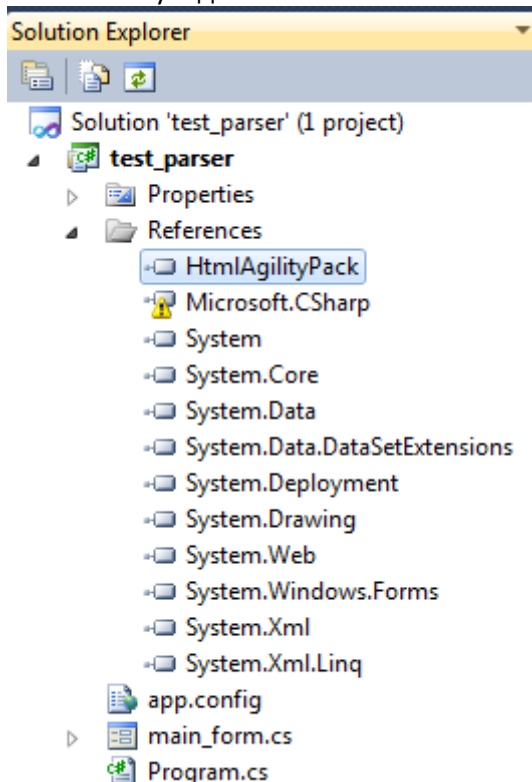 Solution Explorer
Solution 'test_parser' (1 project)
test_parser
Properties
References
HtmlAgilityPack
Microsoft.CSharp
System
System.Core
System.Data
System.Data.DataSetExtensions
System.Deployment
System.Drawing
System.Web
System.Windows.Forms
System.Xml
System.Xml.Linq
app.config
main_form.cs
Program.cs